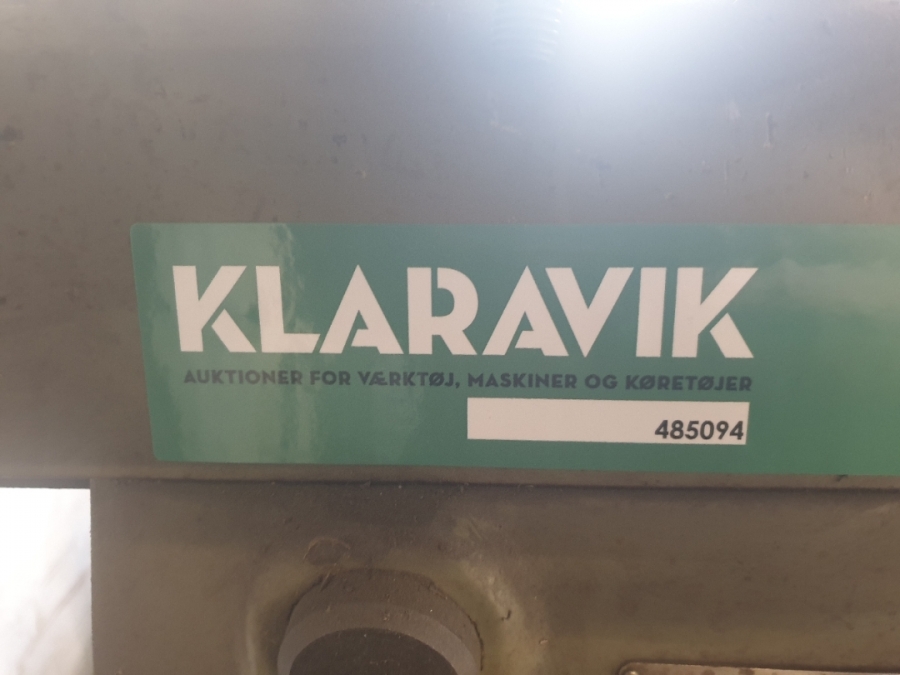 KLARAVIK
AUKTIONER FOR VÆRKTØJ, MASKINER OG KØRETØJER
485094